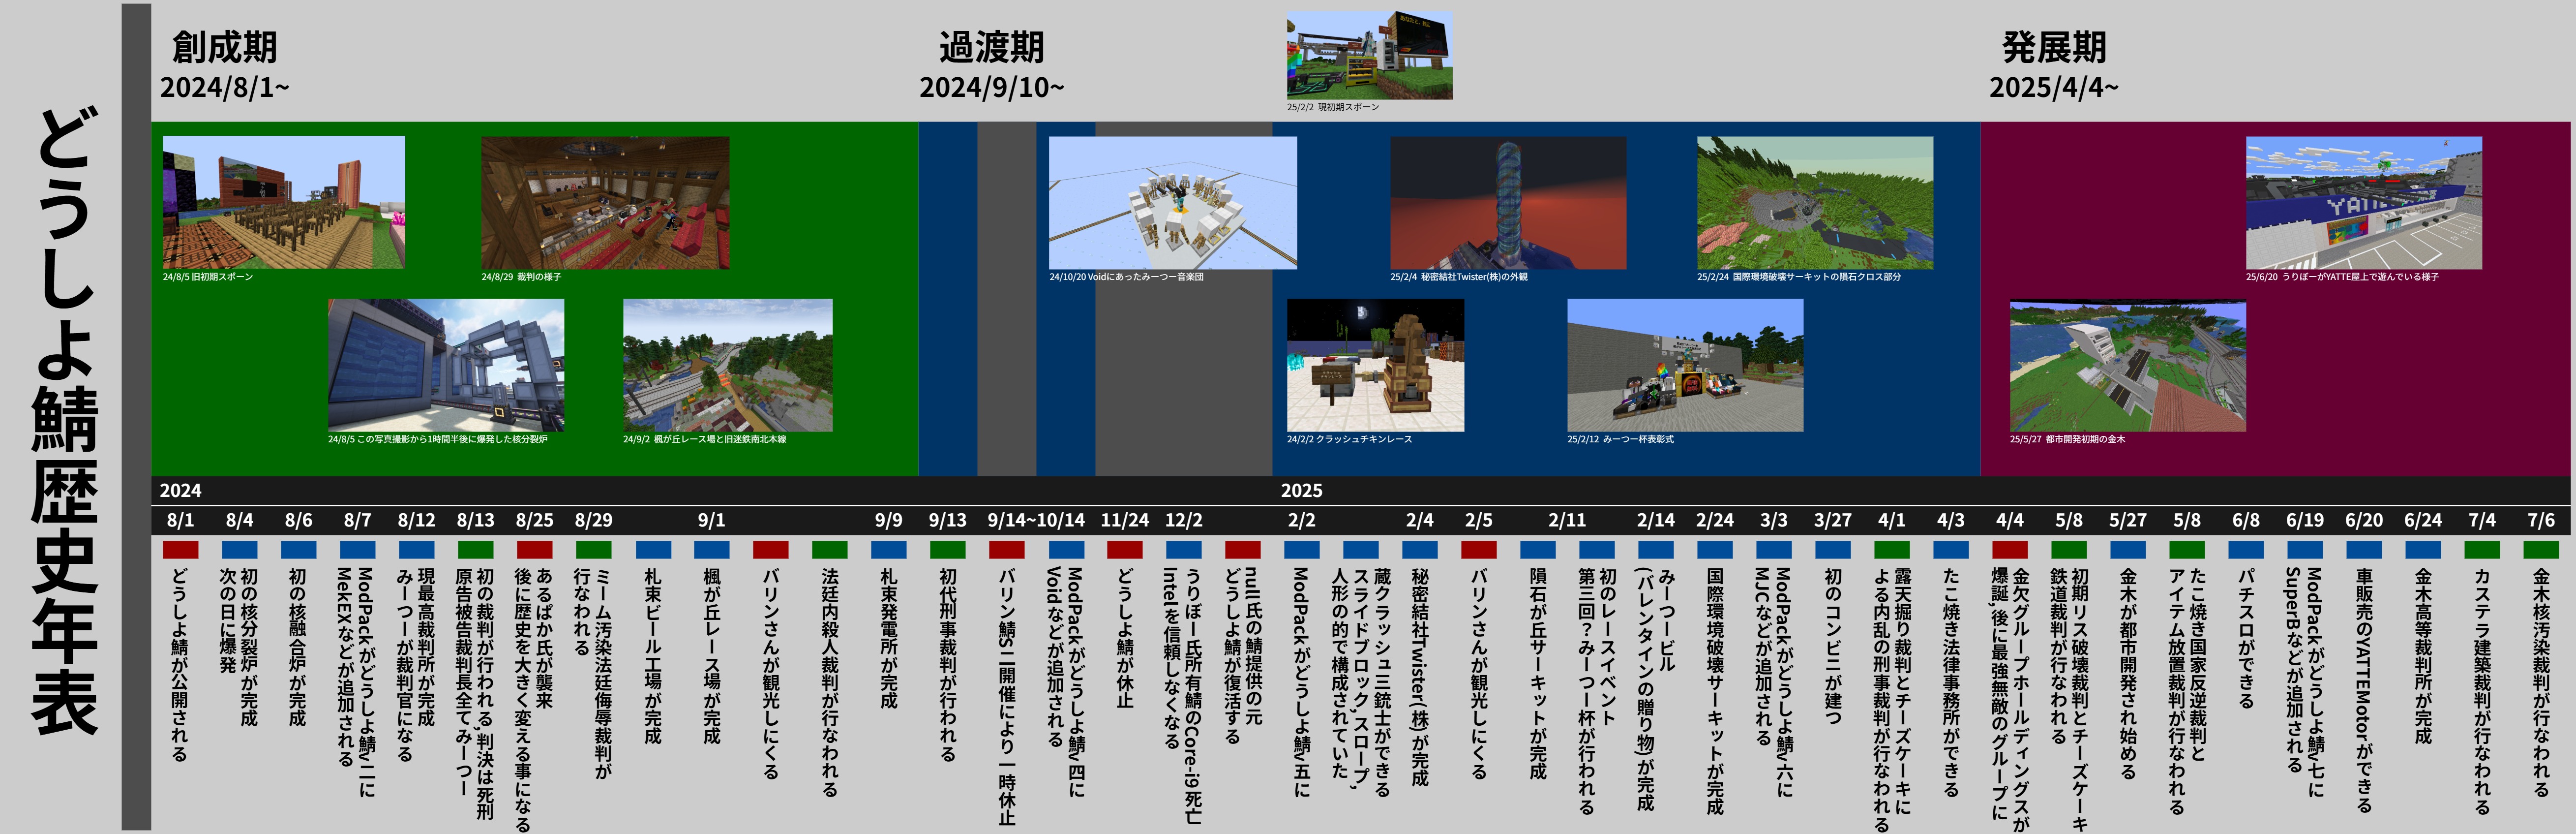 どうしよ鯖歴史年表
創成期
2024/8/1~
過渡期
2024/9/10~
発展期
2025/4/4~
25/2/2 現初期スポーン
24/8/5 旧初期スポーン
24/8/29 裁判の様子
24/10/20 Voidにあったみーつー音楽団
25/2/4 秘密結社Twister(株)の外観
25/2/24 国際環境破壊サーキットの隕石クロス部分
25/6/20 うりぼーがYATTE屋上で遊んでいる様子
24/8/5 この写真撮影から1時間半後に爆発した核分裂炉
24/9/2 楓が丘レース場と旧迷鉄南北本線
24/2/2 クラッシュチキンレース
25/2/12 みーつー杯表彰式
25/5/27 都市開発初期の金木
2024
2025
8/1
どうしよ鯖が公開される
8/4
初の核分裂炉が完成
次の日に爆発
8/6
初の核融合炉が完成
8/7
ModPackがどうしよ鯖v二に
MekEXなどが追加される
8/12
現最高裁判所が完成
みーつーが裁判官になる
8/13
初の裁判が行われる,判決は死刑
原告被告裁判長全てみーつー
8/25
あるぱか氏が襲来
後に歴史を大きく変える事になる
8/29
ミーム汚染法廷侮辱裁判が
行なわれる
札束ビール工場が完成
9/1
楓が丘レース場が完成
バリンさんが観光しにくる
法廷内殺人裁判が行なわれる
9/9
札束発電所が完成
9/13
初代刑事裁判が行われる
9/14~10/14
バリン鯖S二開催により一時休止
ModPackがどうしよ鯖v四に
Voidなどが追加される
11/24
どうしよ鯖が休止
12/2
うりぼー氏所有鯖のCore-i9死亡
Intelを信頼しなくなる
null氏の鯖提供の元
どうしよ鯖が復活する
2/2
ModPackがどうしよ鯖v五に
蔵クラッシュ三銃士ができる
スライドブロック,スロープ,
人形の的で構成されていた
2/4
秘密結社Twister(株)が完成
2/5
バリンさんが観光しにくる
2/11
隕石が丘サーキットが完成
初のレースイベント
第三回？みーつー杯が行われる
2/14
みーつービル
(バレンタインの贈り物)が完成
2/24
国際環境破壊サーキットが完成
3/3
ModPackがどうしよ鯖v六に
MJCなどが追加される
3/27
初のコンビニが建つ
4/1
露天掘り裁判とチーズケーキに
よる内乱の刑事裁判が行なわれる
4/3
たこ焼き法律事務所ができる
4/4
金欠グループホールディングスが
爆誕,後に最強無敵のグループに
5/8
初期リス破壊裁判とチーズケーキ
鉄道裁判が行なわれる
5/27
金木が都市開発され始める
5/8
たこ焼き国家反逆裁判と
アイテム放置裁判が行なわれる
6/8
パチスロができる
6/19
ModPackがどうしよ鯖v七に
SuperBなどが追加される
6/20
車販売のYATTEMotorができる
6/24
金木高等裁判所が完成
7/4
カステラ建築裁判が行なわれる
7/6
金木核汚染裁判が行なわれる